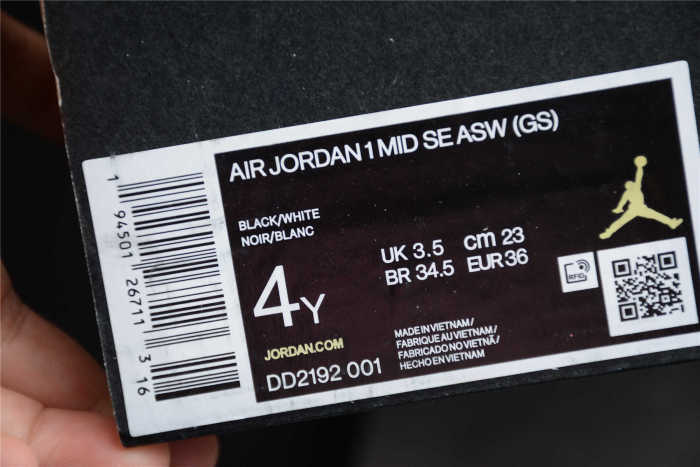 AIR JORDAN 1 MID SE ASW (GS)
BLACK/WHITE
NOIR/BLANC
4Y
UK 3.5 cm 23
BR 34.5 EUR 36
JORDAN.COM
DD2192 001
MADE IN VIETNAM/
FABRIQUE AU VIETNAM/
FABRICADO NO VIETNÃ/
HECHO EN VIETNAM
RFID
1 94501 26711 3 16